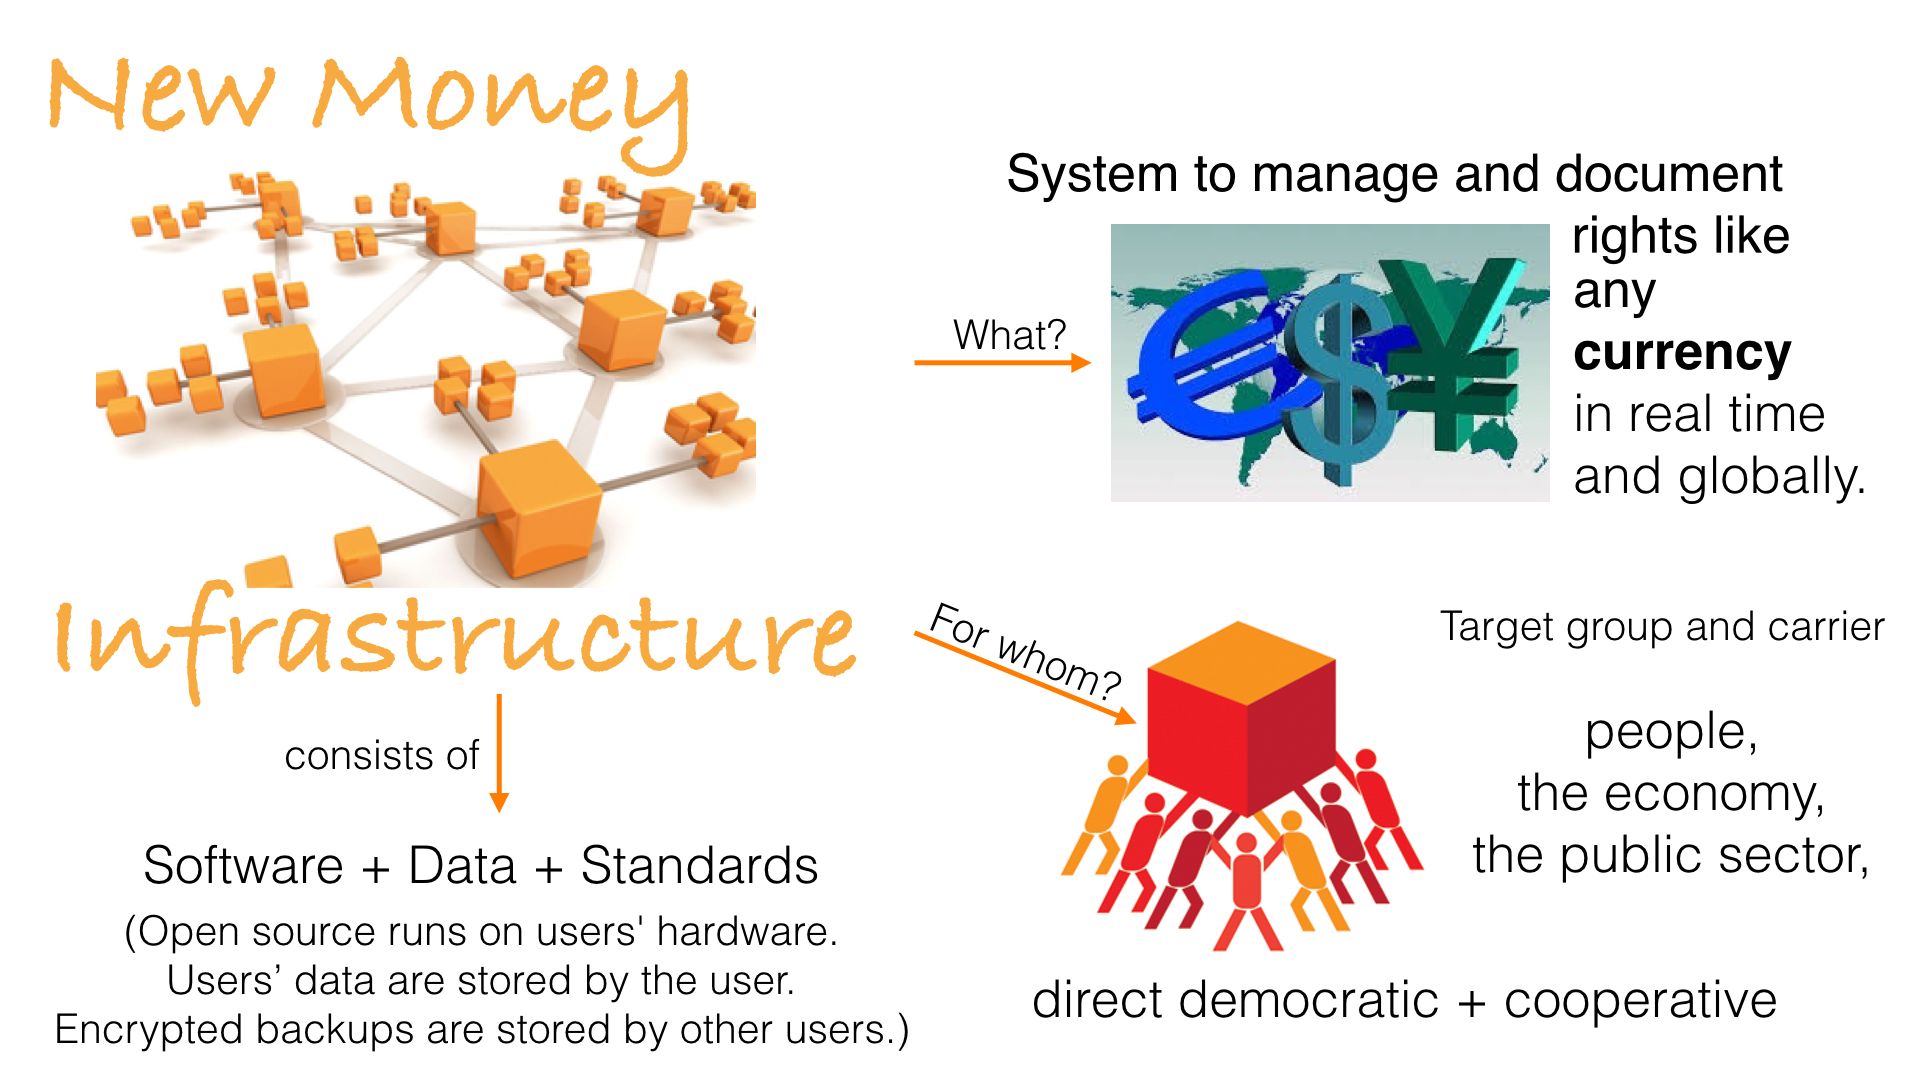 New Money
Infrastructure
consists of
Software + Data + Standards
(Open source runs on users' hardware.
Users’ data are stored by the user.
Encrypted backups are stored by other users.)
What?
System to manage and document
rights like
any
currency
in real time
and globally.
€ $ ¥
For whom?
Target group and carrier
people,
the economy,
the public sector,
direct democratic + cooperative